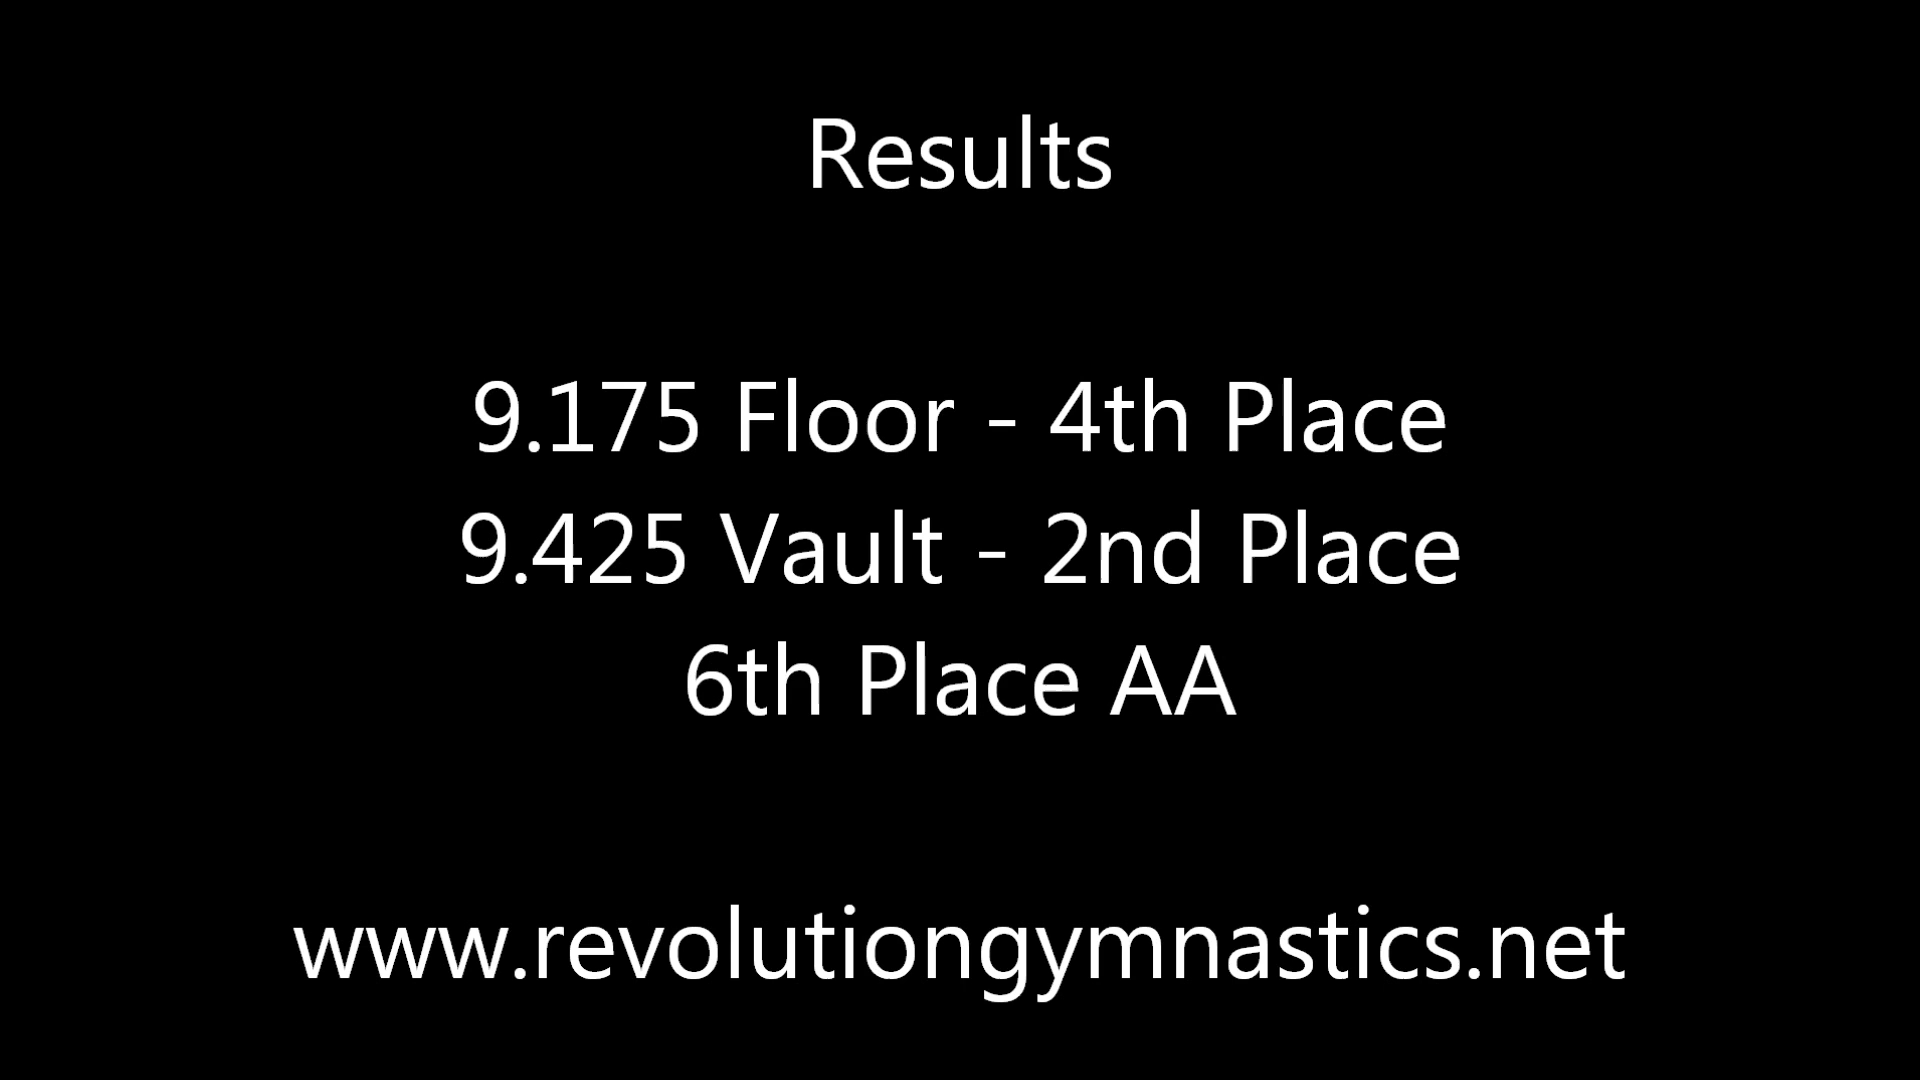 Results
9.175 Floor - 4th Place
9.425 Vault - 2nd Place
6th Place AA
www.revolutiongymnastics.net